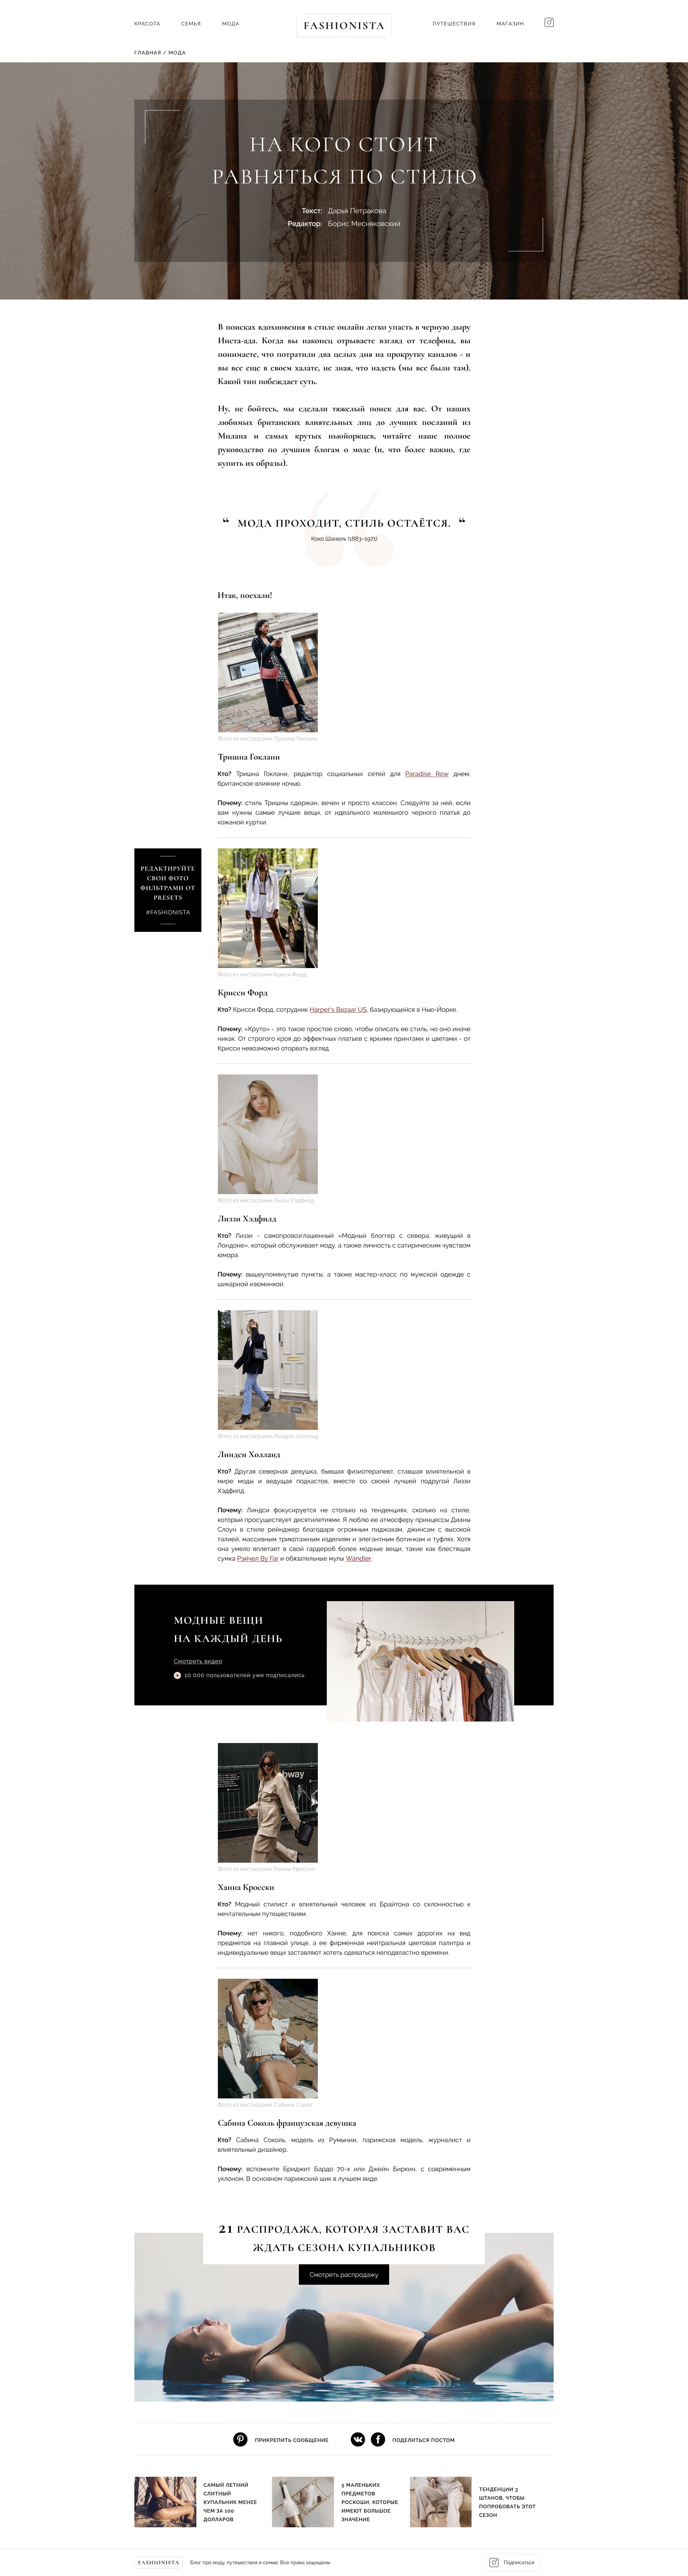 КРАСОТА СЕМЬЯ МОДА FASHIONISTA ПУТЕШЕСТВИЯ МАГАЗИН
ГЛАВНАЯ / МОДА
НА КОГО СТОИТ
РАВНЯТЬСЯ ПО СТИЛЮ
Текст: Дарья Петракова
Редактор: Борис Месняковский
В поисках вдохновения в стиле онлайн легко упасть в черную дыру
Инста-ада. Когда вы наконец отрываете взгляд от телефона, вы
понимаете, что потратили два целых дня на прокрутку каналов - и
вы все еще в своем халате, не зная, что надеть (мы все были там).
Какой тип побеждает суть.
Ну, не бойтесь, мы сделали тяжелый поиск для вас. От наших
любимых британских влиятельных лиц до лучших посланий из
Милана и самых крутых ньюйоркцев, читайте наше полное
руководство по лучшим блогам о моде (и, что более важно, где
купить их образы).
“ МОДА ПРОХОДИТ, СТИЛЬ ОСТАЁТСЯ. “
Коко Шанель (1883–1971)
Итак, поехали!
Фото из инстаграмм Тришны Гоклани
Тришна Гоклани
Кто? Тришна Гоклани, редактор социальных сетей для Paradise Row днем,
британское влияние ночью.
Почему: стиль Тришны сдержан, вечен и просто классен. Следуйте за ней, если
вам нужны самые лучшие вещи, от идеального маленького черного платья до
кожаной куртки.
РЕДАКТИРУЙТЕ
СВОИ ФОТО
ФИЛЬТРАМИ ОТ
PRESETS
#FASHIONISTA
Фото из инстаграмм Криси Форд
Крисси Форд
Кто? Крисси Форд, сотрудник Harper's Bazaar US, базирующейся в Нью-Йорке.
Почему: «Круто» - это такое простое слово, чтобы описать ее стиль, но оно иначе
никак. От строгого кроя до эффектных платьев с яркими принтами и цветами - от
Крисси невозможно оторвать взгляд.
Фото из инстаграмм Лиззи Хэдфилд
Лиззи Хэдфилд
Кто? Лиззи - самопровозглашенный «Модный блоггер с севера, живущий в
Лондоне», который обслуживает моду, а также личность с сатирическим чувством
юмора.
Почему: вышеупомянутые пункты, а также мастер-класс по мужской одежде с
шикарной изюминкой.
Фото из инстаграмм Линдси Холланд
Линдси Холланд
Кто? Другая северная девушка, бывшая физиотерапевт, ставшая влиятельной в
мире моды и ведущая подкастов, вместе со своей лучшей подругой Лиззи
Хэдфилд.
Почему: Линдси фокусируется не столько на тенденциях, сколько на стиле,
который просуществует десятилетиями. Я люблю ее атмосферу принцессы Дианы
Слоун в стиле рейнджер благодаря огромным пиджакам, джинсам с высокой
талией, массивным трикотажным изделиям и элегантным ботинкам и туфлях. Хотя
она умело вплетает в свой гардероб более модные вещи, такие как блестящая
сумка Рэйчел By Far и обязательные мулы Wandler.
МОДНЫЕ ВЕЩИ
НА КАЖДЫЙ ДЕНЬ
Смотреть видео
10 000 пользователей уже подписались
Фото из инстаграмм Ханна Кросски
Ханна Кросски
Кто? Модный стилист и влиятельный человек из Брайтона со склонностью к
мечтательным путешествиям.
Почему: нет никого, подобного Ханне, для поиска самых дорогих на вид
предметов на главной улице, а ее фирменная нейтральная цветовая палитра и
индивидуальные вещи заставляют хотеть одеваться неподвластно времени.
Фото из инстаграмм Сабины Сокол
Сабина Соколь французская девушка
Кто? Сабина Соколь, модель из Румынии, парижская модель, журналист и
влиятельный дизайнер.
Почему: вспомните Бриджит Бардо 70-х или Джейн Биркин, с современным
уклоном. В основном парижский шик в лучшем виде.
21 РАСПРОДАЖА, КОТОРАЯ ЗАСТАВИТ ВАС
ЖДАТЬ СЕЗОНА КУПАЛЬНИКОВ
Смотреть распродажу
ПРИКРЕПИТЬ СООБЩЕНИЕ ПОДЕЛИТЬСЯ ПОСТОМ
САМЫЙ ЛЕТНИЙ
СЛИТНЫЙ
КУПАЛЬНИК МЕНЕЕ
ЧЕМ ЗА 100
ДОЛЛАРОВ
5 МАЛЕНЬКИХ
ПРЕДМЕТОВ
РОСКОШИ, КОТОРЫЕ
ИМЕЮТ БОЛЬШОЕ
ЗНАЧЕНИЕ
ТЕНДЕНЦИИ 3
ШТАНОВ, ЧТОБЫ
ПОПРОБОВАТЬ ЭТОТ
СЕЗОН
FASHIONISTA Блог про моду, путешествия и семью. Все права защищены Подписаться